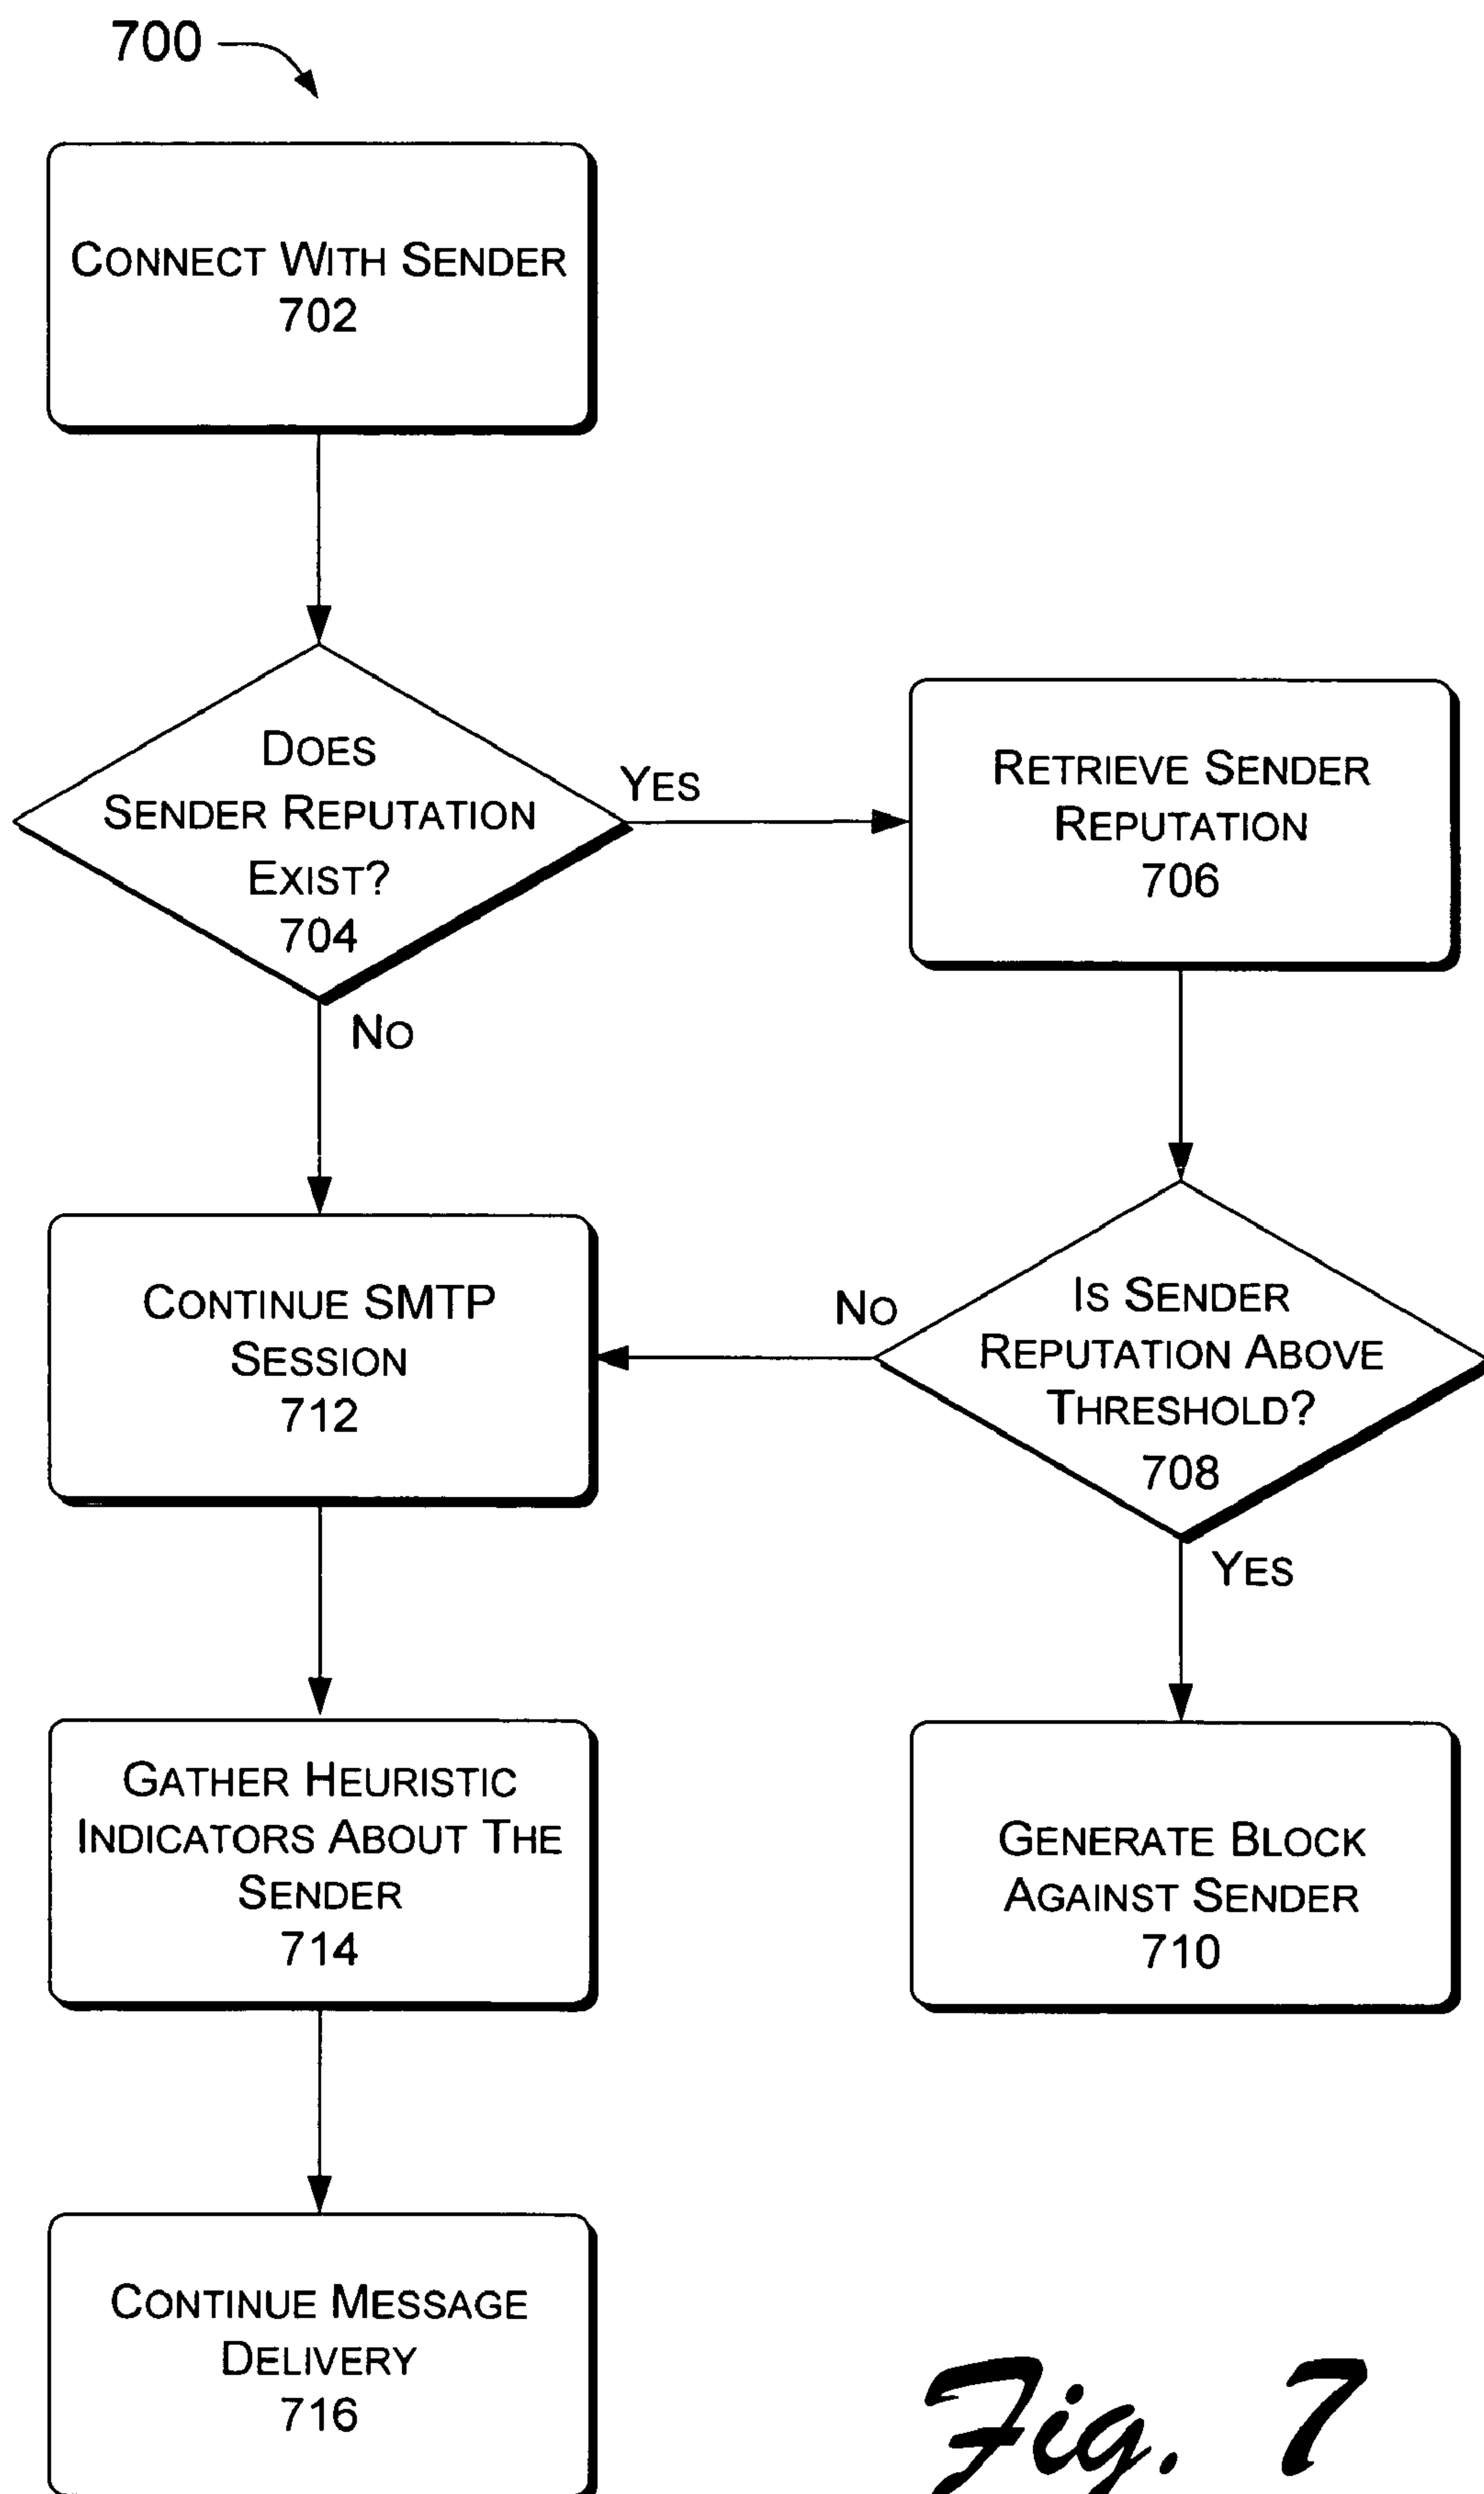 700
CONNECT WITH SENDER
702
DOES
SENDER REPUTATION
EXIST?
704
YES
NO
RETRIEVE SENDER
REPUTATION
706
IS SENDER
REPUTATION ABOVE
THRESHOLD?
708
NO
YES
CONTINUE SMTP
SESSION
712
GATHER HEURISTIC
INDICATORS ABOUT THE
SENDER
714
GENERATE BLOCK
AGAINST SENDER
710
CONTINUE MESSAGE
DELIVERY
716
Fig. 7